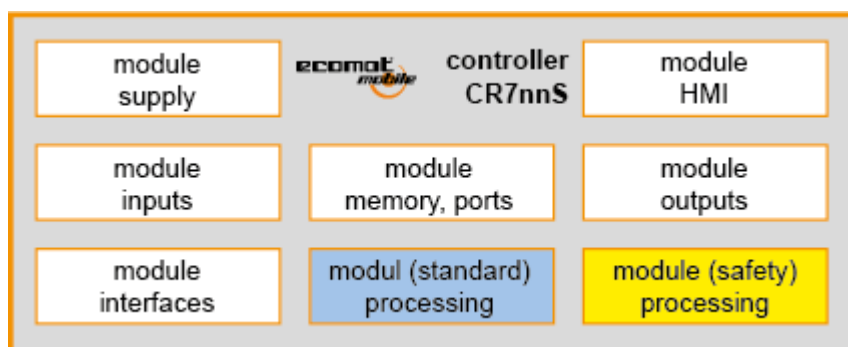 module
supply
ecomat
mobile
controller
CR7nnS
module
HMI
module
inputs
module
memory, ports
module
outputs
module
interfaces
modul (standard)
processing
module (safety)
processing